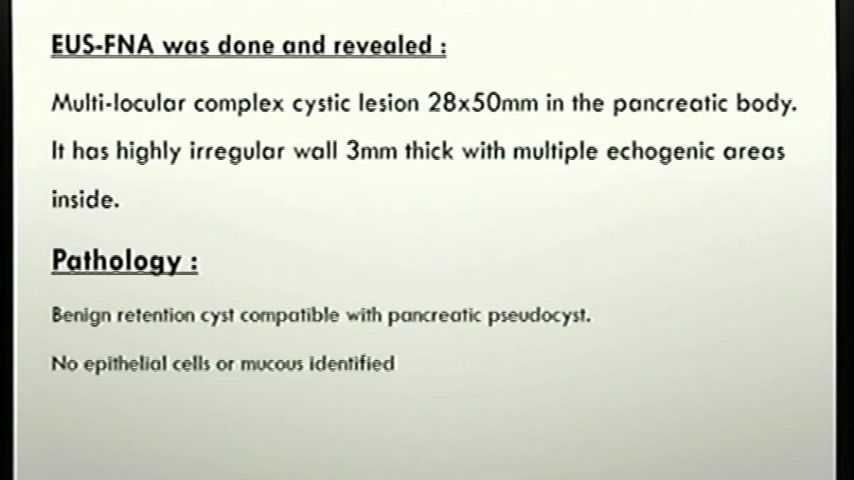 EUS-FNA was done and revealed :
Multi-locular complex cystic lesion 28x50mm in the pancreatic body.
It has highly irregular wall 3mm thick with multiple echogenic areas
inside.
Pathology :
Benign retention cyst compatible with pancreatic pseudocyst.
No epithelial cells or mucous identified